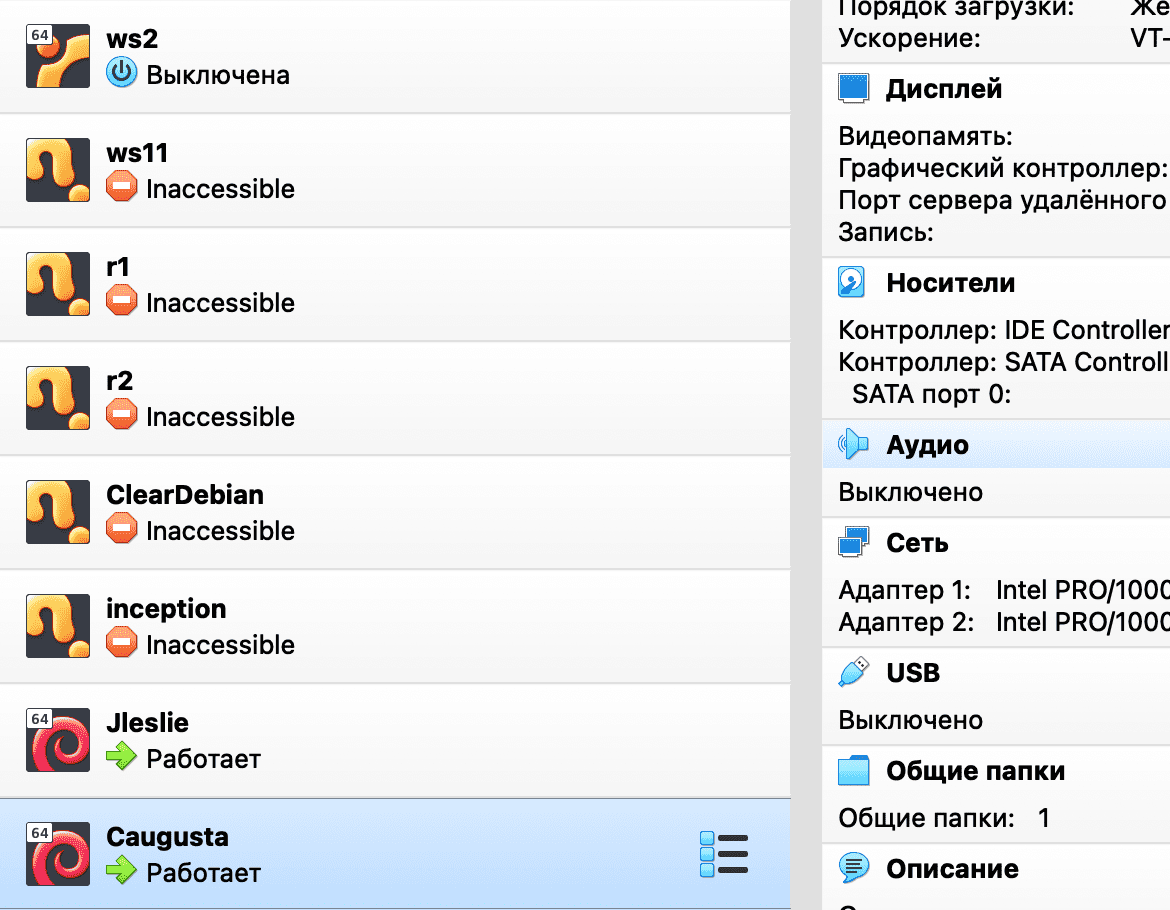 64
ws2
Выключена
ws11
Inaccessible
r1
Inaccessible
r2
Inaccessible
ClearDebian
Inaccessible
inception
Inaccessible
64
Jleslie
Работает
64
Caugusta
Работает
Порядок загрузки: Же
Ускорение: VT-
Дисплей
Видеопамять:
Графический контроллер:
Порт сервера удалённого
Запись:
Носители
Контроллер: IDE Controller
Контроллер: SATA Controll
SATA порт 0:
Аудио
Выключено
Сеть
Адаптер 1: Intel PRO/1000
Адаптер 2: Intel PRO/1000
USB
Выключено
Общие папки
Общие папки: 1
Описание